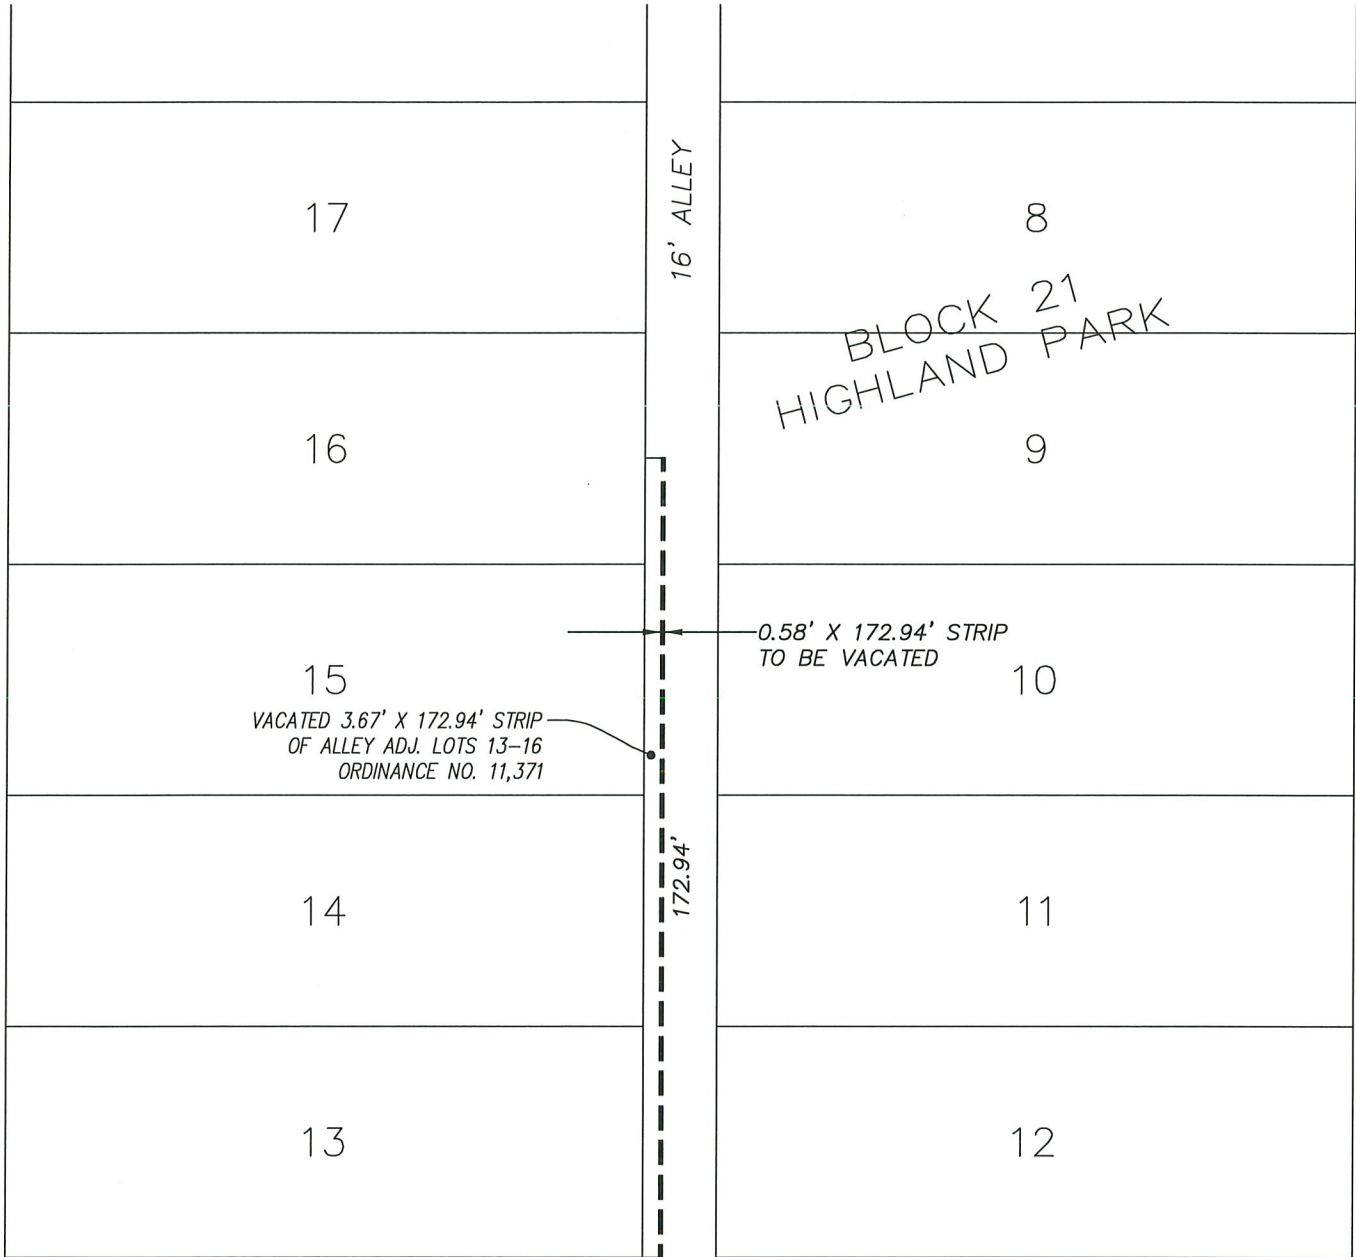 17
16' ALLEY
8
BLOCK 21
HIGHLAND PARK
16
9
0.58' X 172.94' STRIP
TO BE VACATED
15
10
VACATED 3.67' X 172.94' STRIP
OF ALLEY ADJ. LOTS 13–16
ORDINANCE NO. 11,371
172.94'
14
11
13
12